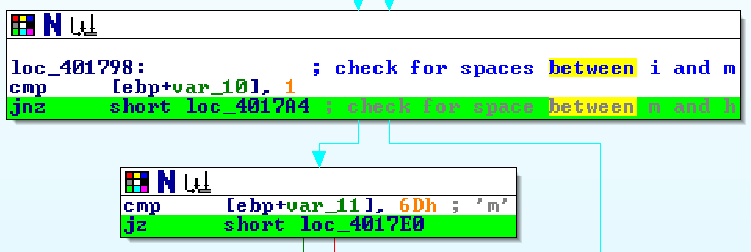 N
loc_401798: ; check for spaces between i and m
cmp [ebp+var_10], 1
jnz short loc_4017A4 ; check for space between m and h
N
cmp [ebp+var_11], 6Dh ; 'm'
jz short loc_4017E0